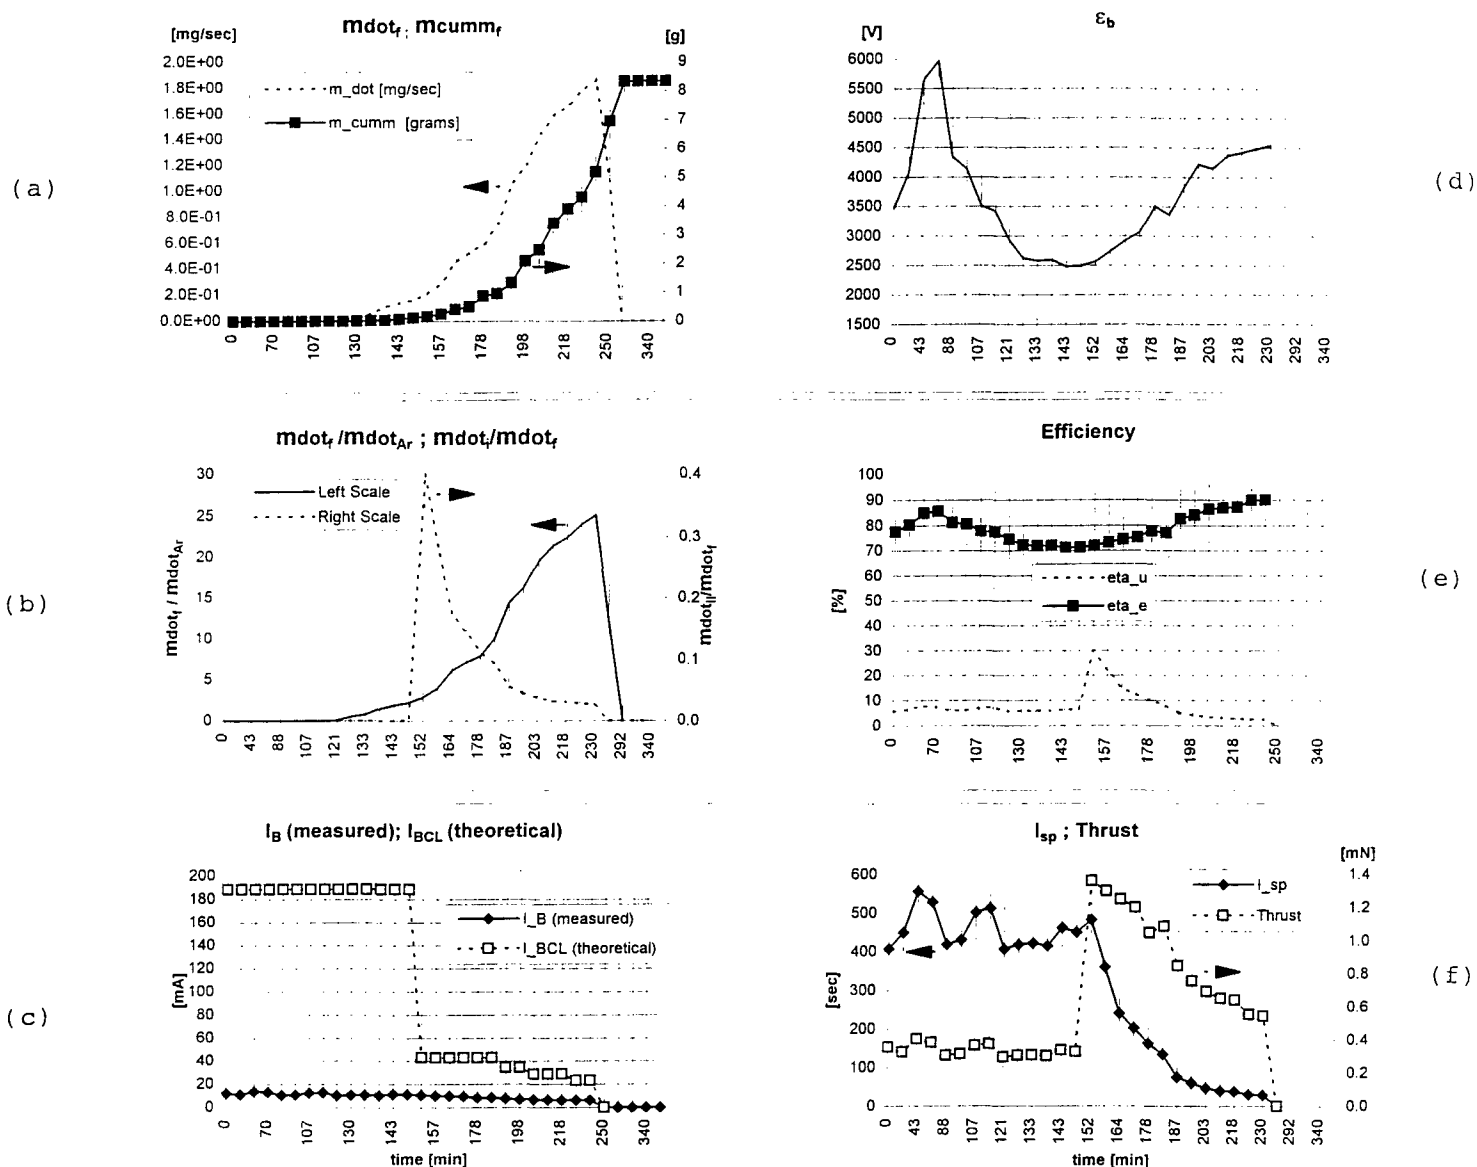 mdot_f ; mcumm_f
[mg/sec]
[g]
2.0E+00
1.8E+00
1.6E+00
1.4E+00
1.2E+00
1.0E+00
8.0E-01
6.0E-01
4.0E-01
2.0E-01
0.0E+00
9
8
7
6
5
4
3
2
1
0
m_dot [mg/sec]
m_cumm [grams]
0 70 107 130 143 157 178 198 218 250 340
(a)
ε_b
[V]
6000
5500
5000
4500
4000
3500
3000
2500
2000
1500
0 43 88 107 121 133 143 152 164 178 187 203 218 230 292 340
(d)
mdot_f /mdot_Ar ; mdot_i/mdot_f
30
25
20
15
10
5
0
0.4
0.3
0.2
0.1
0.0
Left Scale
Right Scale
mdot_f / mdot_Ar
mdot_il/mdot_f
0 43 88 107 121 133 143 152 164 178 187 203 218 230 292 340
(b)
Efficiency
100
90
80
70
60
50
40
30
20
10
0
[%]
eta_u
eta_e
0 70 107 130 143 157 178 198 218 250 340
(e)
I_B (measured); I_BCL (theoretical)
200
180
160
140
120
100
80
60
40
20
0
[mA]
I_B (measured)
I_BCL (theoretical)
0 70 107 130 143 157 178 198 218 250 340
time [min]
(c)
I_sp ; Thrust
[mN]
600
500
400
300
200
100
0
[sec]
1.4
1.2
1.0
0.8
0.6
0.4
0.2
0.0
I_sp
Thrust
0 43 88 107 121 133 143 152 164 178 187 203 218 230 292 340
time [min]
(f)